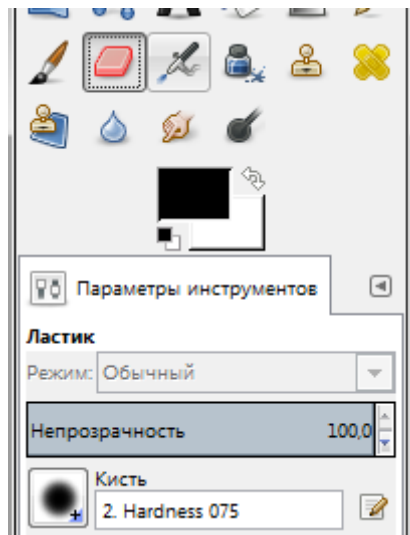 Параметры инструментов
Ластик
Режим: Обычный
Непрозрачность 100,0
Кисть
2. Hardness 075